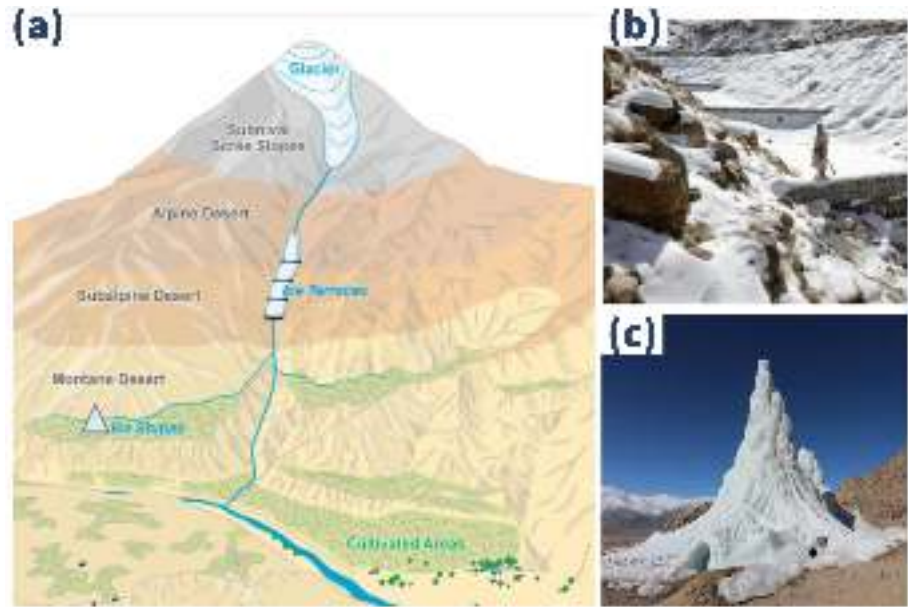 (a)
Glacier
Subnival
Scree Slopes
Alpine Desert
Subalpine Desert
Ice Terraces
Montane Desert
Ice Stupas
Cultivated Areas
(b)
(c)